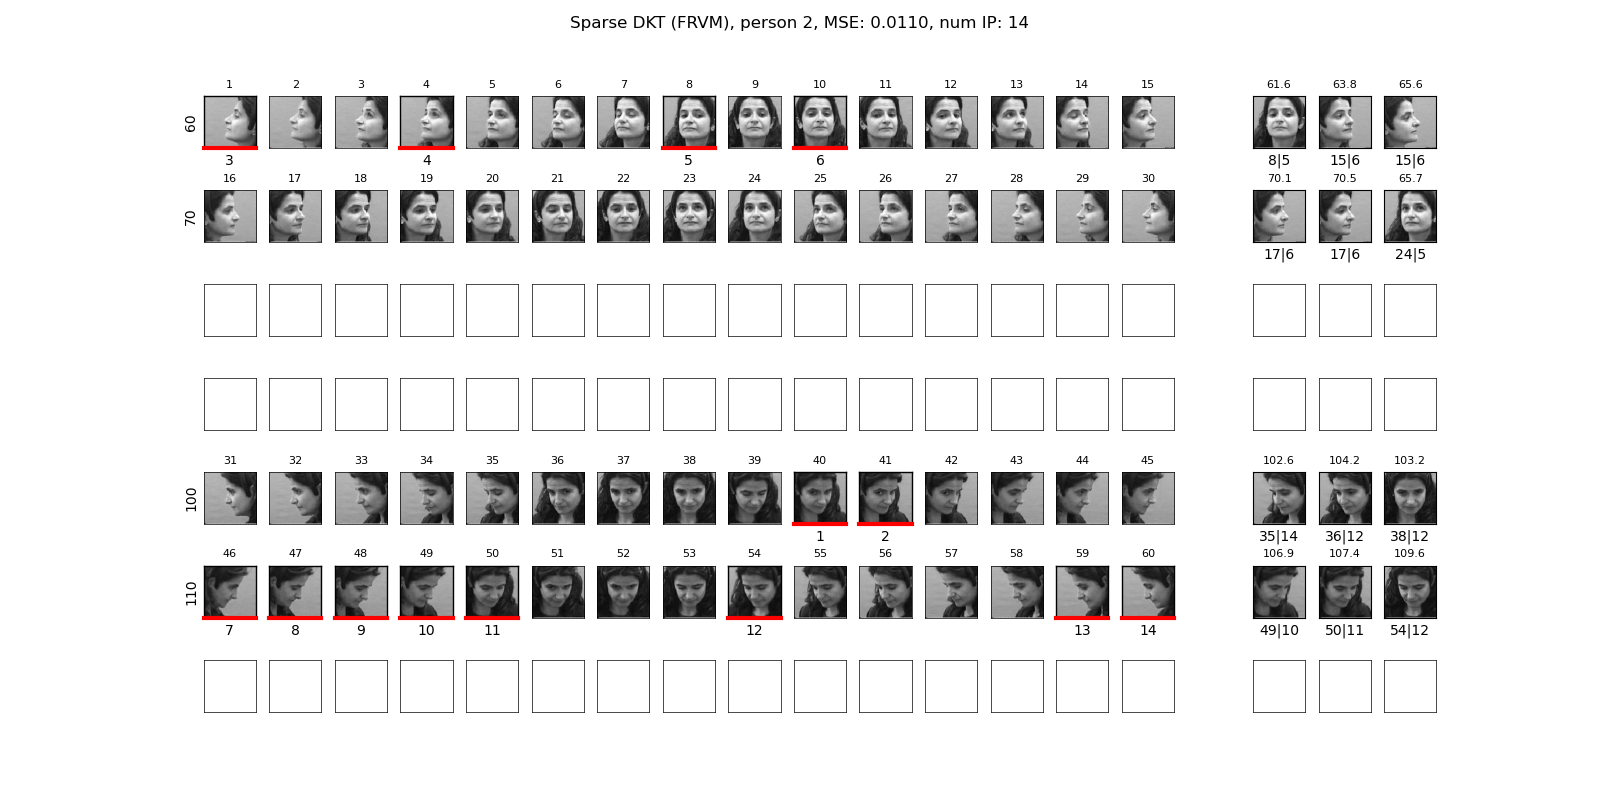 Sparse DKT (FRVM), person 2, MSE: 0.0110, num IP: 14
1 2 3 4 5 6 7 8 9 10 11 12 13 14 15 61.6 63.8 65.6
60
3 4 5 6 8|5 15|6 15|6
16 17 18 19 20 21 22 23 24 25 26 27 28 29 30 70.1 70.5 65.7
70
17|6 17|6 24|5
31 32 33 34 35 36 37 38 39 40 41 42 43 44 45 102.6 104.2 103.2
100
1 2 35|14 36|12 38|12
46 47 48 49 50 51 52 53 54 55 56 57 58 59 60 106.9 107.4 109.6
110
7 8 9 10 11 12 13 14 49|10 50|11 54|12